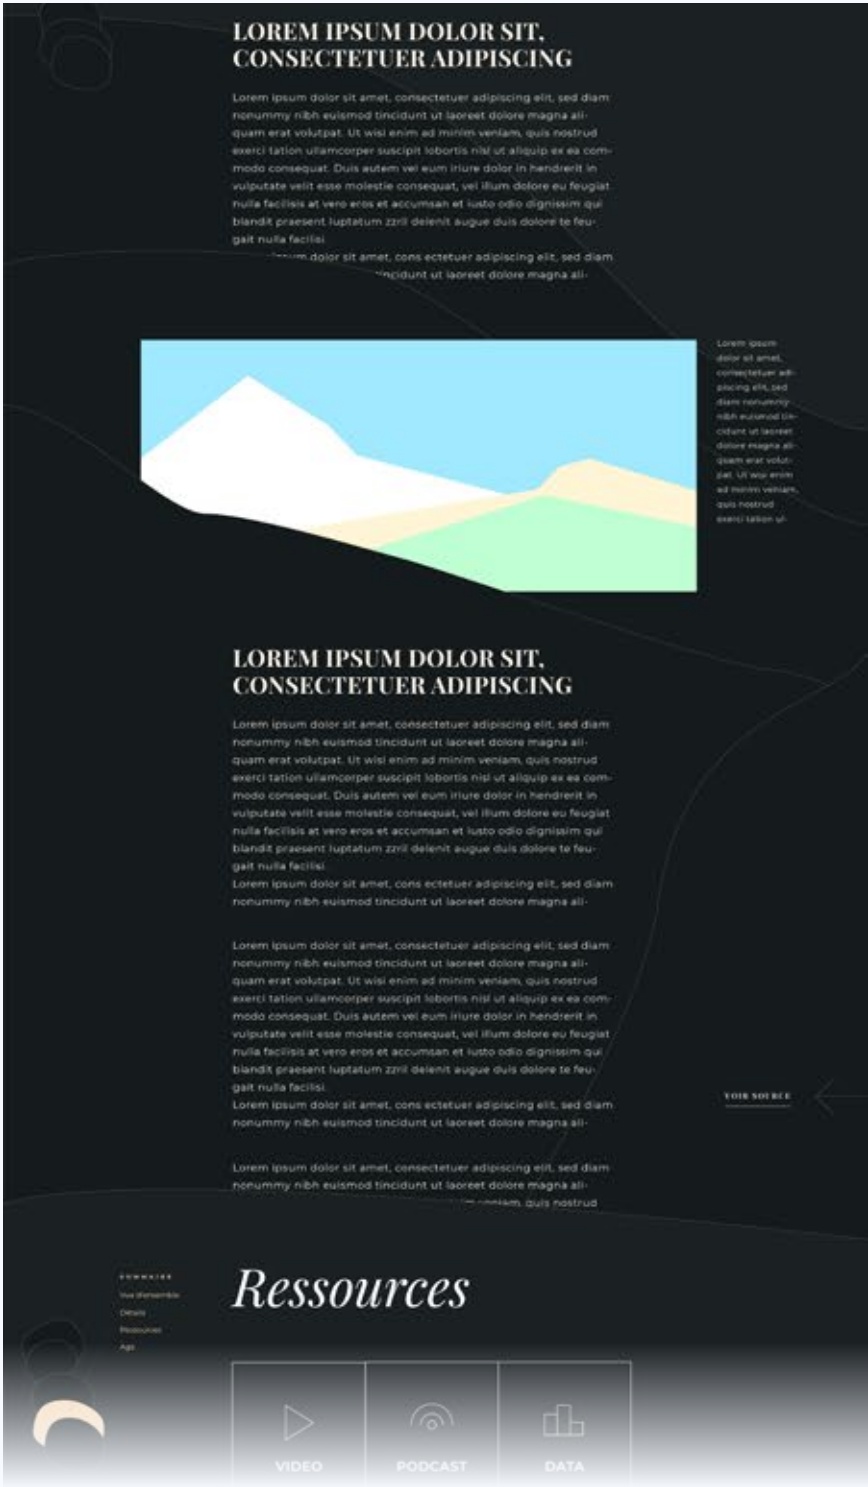 LOREM IPSUM DOLOR SIT,
CONSECTETUER ADIPISCING
Lorem ipsum dolor sit amet, consectetuer adipiscing elit, sed diam
nonummy nibh euismod tincidunt ut laoreet dolore magna ali-
quam erat volutpat. Ut wisi enim ad minim veniam, quis nostrud
exerci tation ullamcorper suscipit lobortis nisl ut aliquip ex ea com-
modo consequat. Duis autem vel eum iriure dolor in hendrerit in
vulputate velit esse molestie consequat, vel illum dolore eu feugiat
nulla facilisis at vero eros et accumsan et iusto odio dignissim qui
blandit praesent luptatum zzril delenit augue duis dolore te feu-
gait nulla facilisi.
dolor sit amet, cons ectetuer adipiscing elit, sed diam
tincidunt ut laoreet dolore magna ali-
Lorem ipsum
dolor sit amet,
consectetuer adi-
piscing elit, sed
diam nonummy
nibh euismod tin-
cidunt ut laoreet
dolore magna ali-
quam erat volut-
pat. Ut wisi enim
ad minim veniam,
quis nostrud
exerci tation ul-
LOREM IPSUM DOLOR SIT,
CONSECTETUER ADIPISCING
Lorem ipsum dolor sit amet, consectetuer adipiscing elit, sed diam
nonummy nibh euismod tincidunt ut laoreet dolore magna ali-
quam erat volutpat. Ut wisi enim ad minim veniam, quis nostrud
exerci tation ullamcorper suscipit lobortis nisl ut aliquip ex ea com-
modo consequat. Duis autem vel eum iriure dolor in hendrerit in
vulputate velit esse molestie consequat, vel illum dolore eu feugiat
nulla facilisis at vero eros et accumsan et iusto odio dignissim qui
blandit praesent luptatum zzril delenit augue duis dolore te feu-
gait nulla facilisi.
Lorem ipsum dolor sit amet, cons ectetuer adipiscing elit, sed diam
nonummy nibh euismod tincidunt ut laoreet dolore magna ali-
Lorem ipsum dolor sit amet, consectetuer adipiscing elit, sed diam
nonummy nibh euismod tincidunt ut laoreet dolore magna ali-
quam erat volutpat. Ut wisi enim ad minim veniam, quis nostrud
exerci tation ullamcorper suscipit lobortis nisl ut aliquip ex ea com-
modo consequat. Duis autem vel eum iriure dolor in hendrerit in
vulputate velit esse molestie consequat, vel illum dolore eu feugiat
nulla facilisis at vero eros et accumsan et iusto odio dignissim qui
blandit praesent luptatum zzril delenit augue duis dolore te feu-
gait nulla facilisi.
Lorem ipsum dolor sit amet, cons ectetuer adipiscing elit, sed diam
nonummy nibh euismod tincidunt ut laoreet dolore magna ali-
VOIR SOURCE
Lorem ipsum dolor sit amet, consectetuer adipiscing elit, sed diam
nonummy nibh euismod tincidunt ut laoreet dolore magna ali-
quis nostrud
SOMMAIRE
Vue d'ensemble
Détails
Ressources
Agir
Ressources
VIDEO
PODCAST
DATA